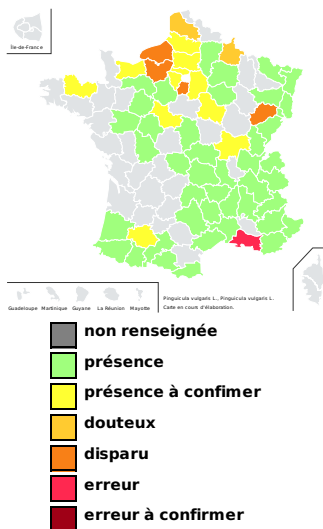 Île-de-France
Guadeloupe Martinique Guyane La Réunion Mayotte
Pinguicula vulgaris L., Pinguicula vulgaris L.
Carte en cours d'élaboration.
non renseignée
présence
présence à confimer
douteux
disparu
erreur
erreur à confirmer